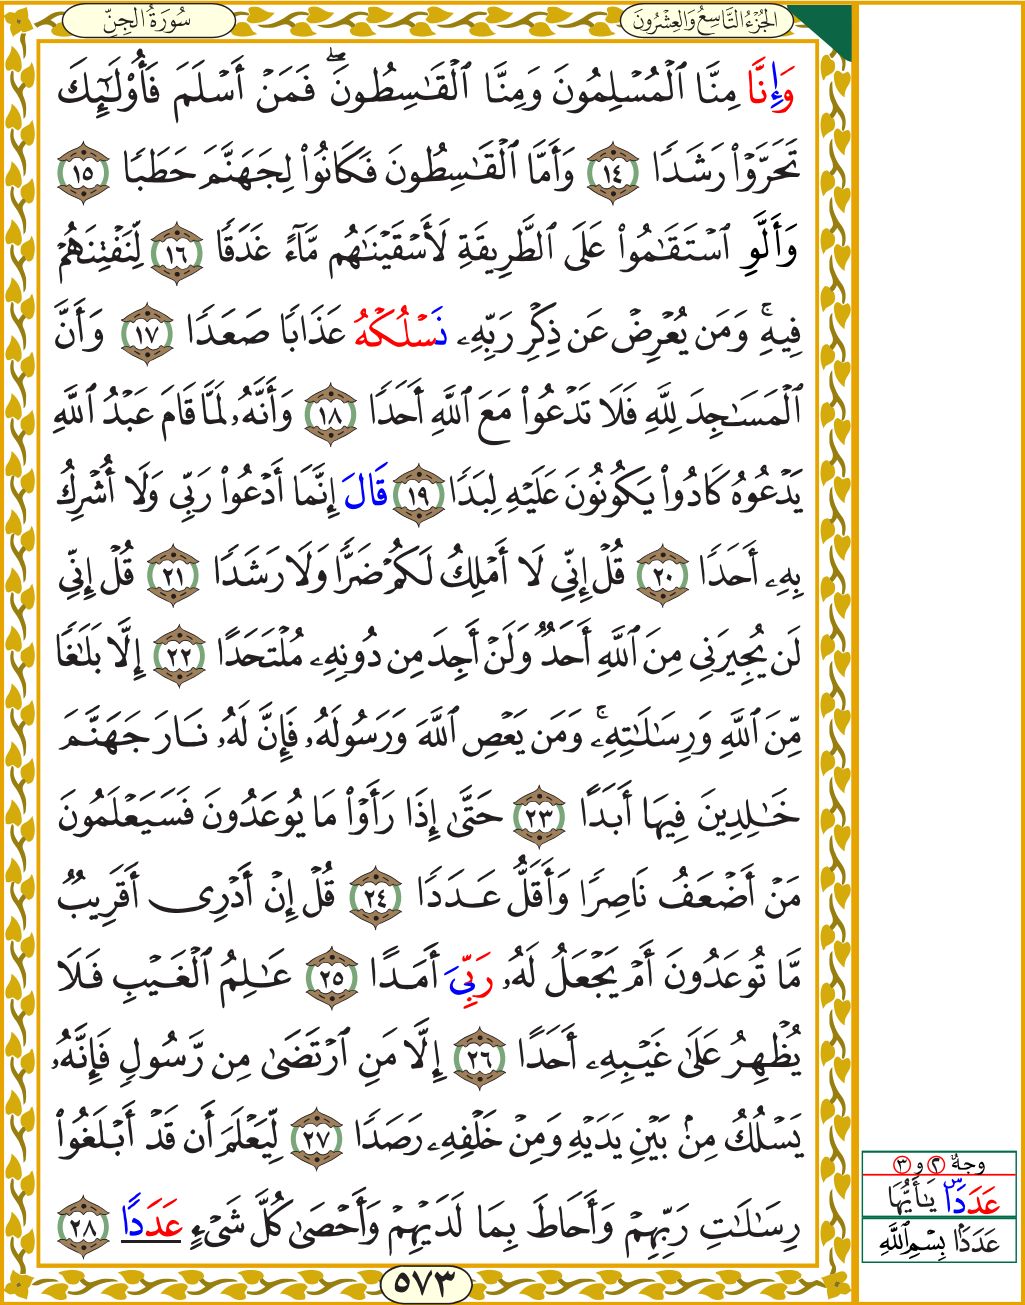 سُورَةُ الجِنِّ
الجُزْءُ التَّاسِعُ وَالعِشْرُونَ
وَإِنَّا مِنَّا ٱلْمُسْلِمُونَ وَمِنَّا ٱلْقَٰسِطُونَۖ فَمَنْ أَسْلَمَ فَأُوْلَٰٓئِكَ
تَحَرَّوْاْ رَشَدٗا ١٤ وَأَمَّا ٱلْقَٰسِطُونَ فَكَانُواْ لِجَهَنَّمَ حَطَبٗا ١٥
وَأَلَّوِ ٱسْتَقَٰمُواْ عَلَى ٱلطَّرِيقَةِ لَأَسْقَيْنَٰهُم مَّآءً غَدَقٗا ١٦ لِّنَفْتِنَهُمْ
فِيهِۚ وَمَن يُعْرِضْ عَن ذِكْرِ رَبِّهِۦ نَسْلُكْهُ عَذَابٗا صَعَدٗا ١٧ وَأَنَّ
ٱلْمَسَٰجِدَ لِلَّهِ فَلَا تَدْعُواْ مَعَ ٱللَّهِ أَحَدٗا ١٨ وَأَنَّهُۥ لَمَّا قَامَ عَبْدُ ٱللَّهِ
يَدْعُوهُ كَادُواْ يَكُونُونَ عَلَيْهِ لِبَدٗا ١٩ قَالَ إِنَّمَآ أَدْعُواْ رَبِّي وَلَآ أُشْرِكُ
بِهِۦٓ أَحَدٗا ٢٠ قُلْ إِنِّي لَآ أَمْلِكُ لَكُمْ ضَرّٗا وَلَا رَشَدٗا ٢١ قُلْ إِنِّي
لَن يُجِيرَنِي مِنَ ٱللَّهِ أَحَدٞ وَلَنْ أَجِدَ مِن دُونِهِۦ مُلْتَحَدًا ٢٢ إِلَّا بَلَٰغٗا
مِّنَ ٱللَّهِ وَرِسَٰلَٰتِهِۦۚ وَمَن يَعْصِ ٱللَّهَ وَرَسُولَهُۥ فَإِنَّ لَهُۥ نَارَ جَهَنَّمَ
خَٰلِدِينَ فِيهَآ أَبَدًا ٢٣ حَتَّىٰٓ إِذَا رَأَوْاْ مَا يُوعَدُونَ فَسَيَعْلَمُونَ
مَنْ أَضْعَفُ نَاصِرٗا وَأَقَلُّ عَدَدٗا ٢٤ قُلْ إِنْ أَدْرِيٓ أَقَرِيبٞ
مَّا تُوعَدُونَ أَمْ يَجْعَلُ لَهُۥ رَبِّيَ أَمَدًا ٢٥ عَٰلِمُ ٱلْغَيْبِ فَلَا
يُظْهِرُ عَلَىٰ غَيْبِهِۦٓ أَحَدًا ٢٦ إِلَّا مَنِ ٱرْتَضَىٰ مِن رَّسُولٖ فَإِنَّهُۥ
يَسْلُكُ مِنۢ بَيْنِ يَدَيْهِ وَمِنْ خَلْفِهِۦ رَصَدٗا ٢٧ لِّيَعْلَمَ أَن قَدْ أَبْلَغُواْ
رِسَٰلَٰتِ رَبِّهِمْ وَأَحَاطَ بِمَا لَدَيْهِمْ وَأَحْصَىٰ كُلَّ شَيْءٍ عَدَدًا ٢٨
وجهُ ٢ و ٣
عَدَدٗاۜ يَٰٓأَيُّهَا
عَدَدٗا بِسْمِ ٱللَّهِ
٥٧٣